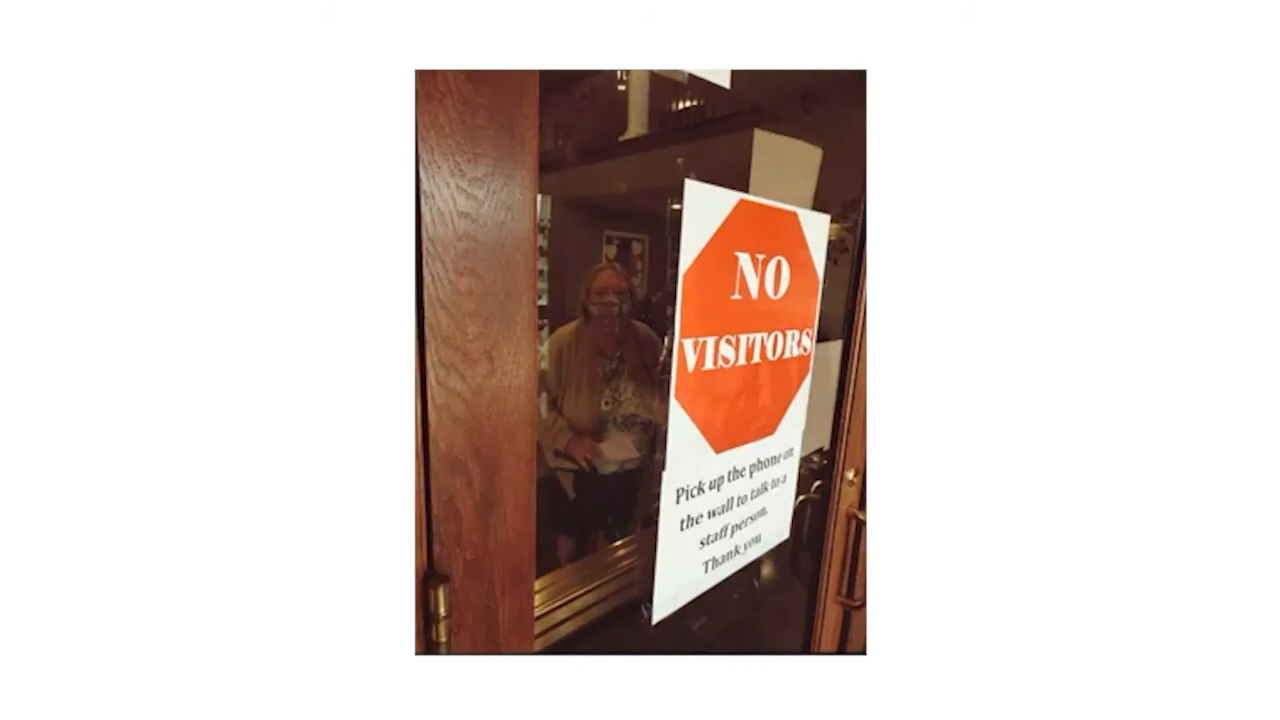 NO
VISITORS
Pick up the phone on
the wall to talk to a
staff person.
Thank you